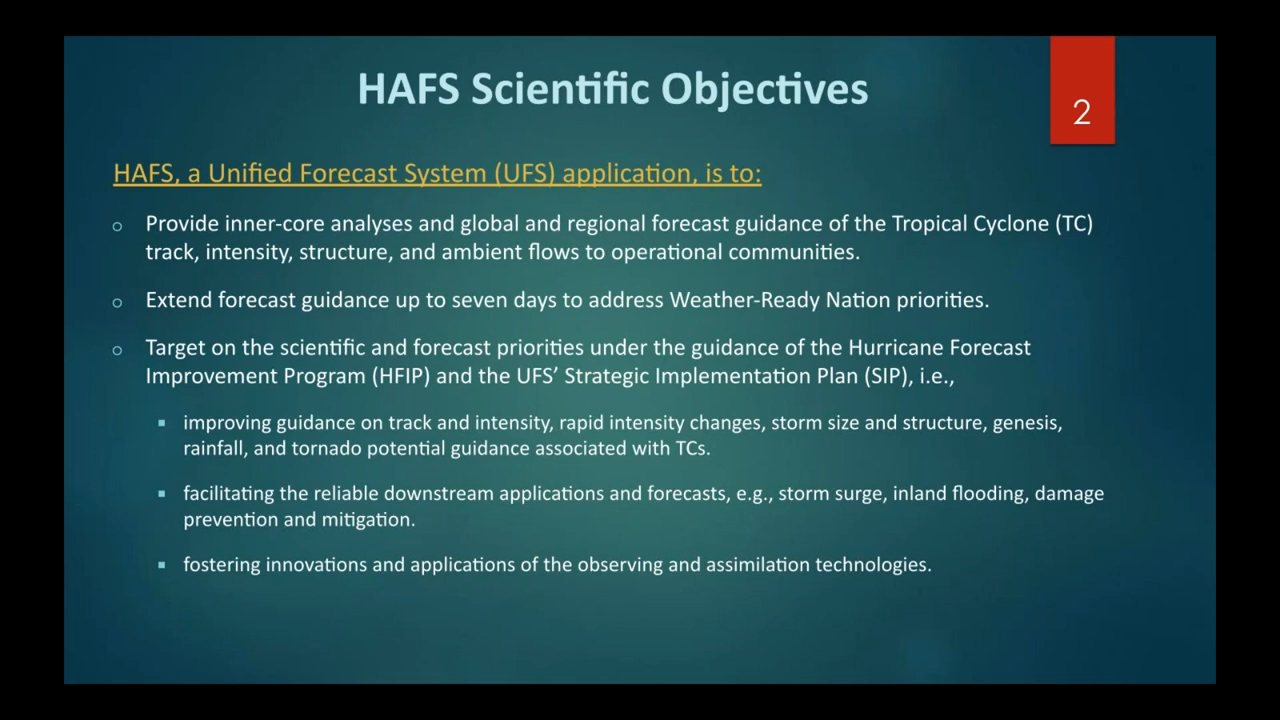 HAFS Scientific Objectives
2
HAFS, a Unified Forecast System (UFS) application, is to:
Provide inner-core analyses and global and regional forecast guidance of the Tropical Cyclone (TC)
track, intensity, structure, and ambient flows to operational communities.
Extend forecast guidance up to seven days to address Weather-Ready Nation priorities.
Target on the scientific and forecast priorities under the guidance of the Hurricane Forecast
Improvement Program (HFIP) and the UFS’ Strategic Implementation Plan (SIP), i.e.,
improving guidance on track and intensity, rapid intensity changes, storm size and structure, genesis,
rainfall, and tornado potential guidance associated with TCs.
facilitating the reliable downstream applications and forecasts, e.g., storm surge, inland flooding, damage
prevention and mitigation.
fostering innovations and applications of the observing and assimilation technologies.